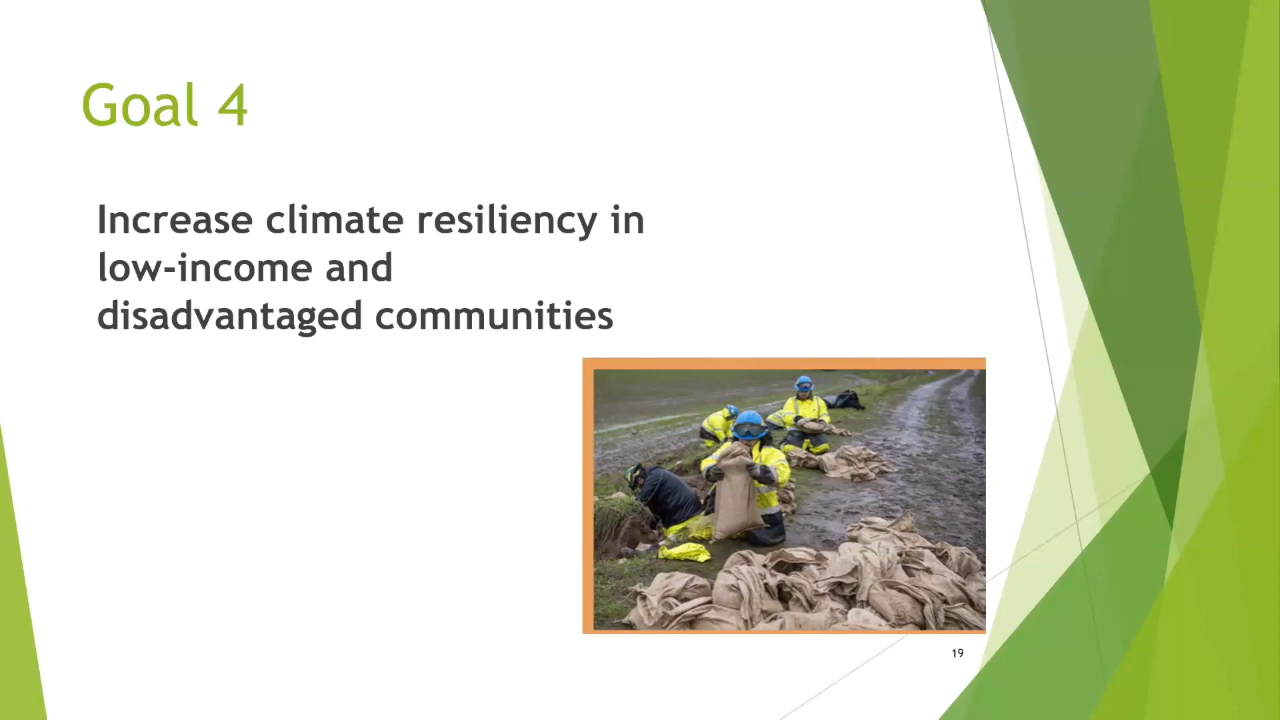 Goal 4
Increase climate resiliency in
low-income and
disadvantaged communities
19